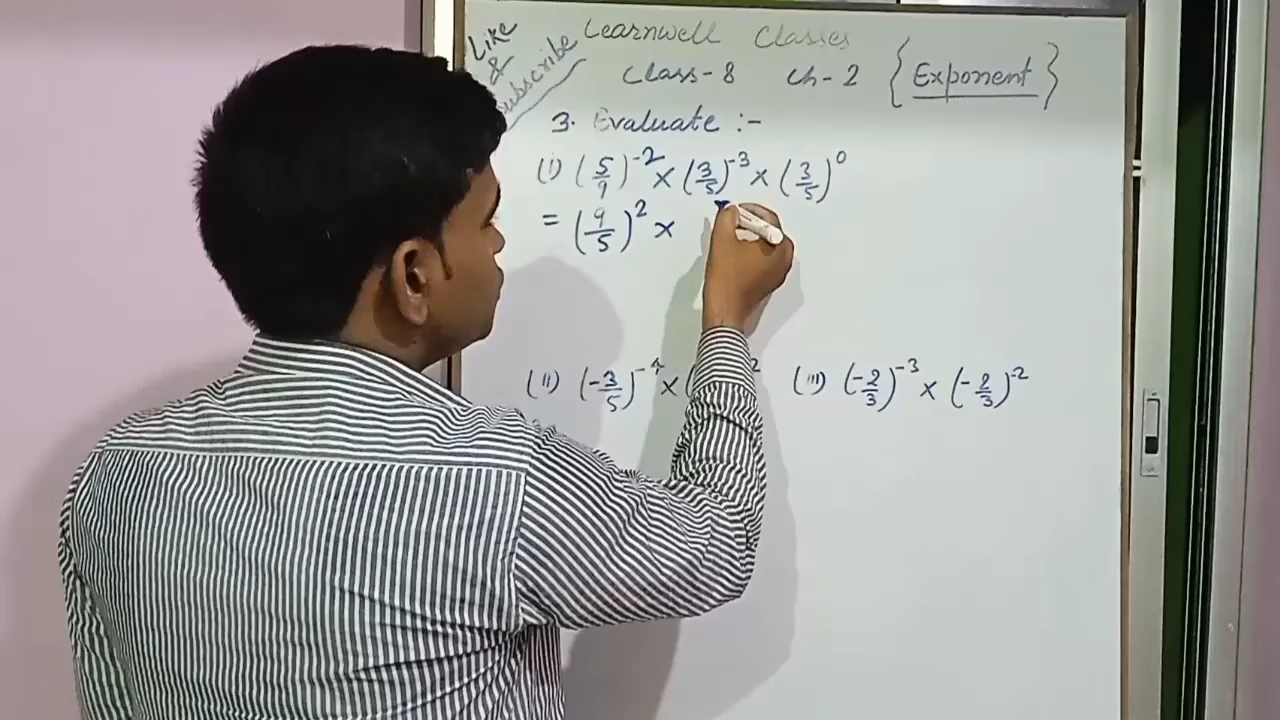 Like & Subscribe
Learnwell Classes
Class-8 Ch-2 {Exponent}
3. Evaluate :-
(i) (5/9)^-2 × (3/5)^-3 × (3/5)^0
= (9/5)^2 ×
(ii) (-3/5)^-4 × ( 2 (iii) (-2/3)^-3 × (-2/3)^-2